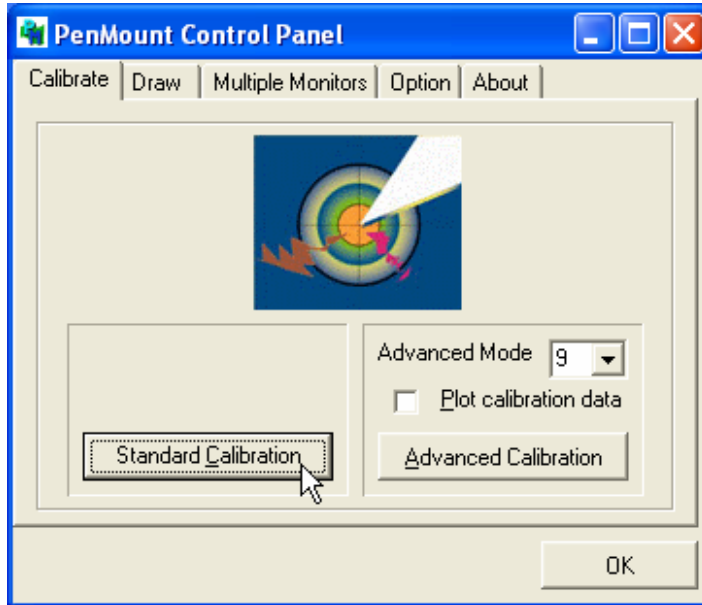 PenMount Control Panel
Calibrate Draw Multiple Monitors Option About
Advanced Mode 9
Plot calibration data
Standard Calibration Advanced Calibration
OK